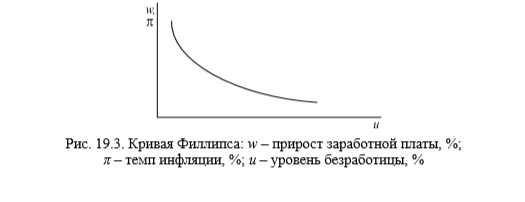 w,
π
u
Рис. 19.3. Кривая Филлипса: w – прирост заработной платы, %;
π – темп инфляции, %; u – уровень безработицы, %